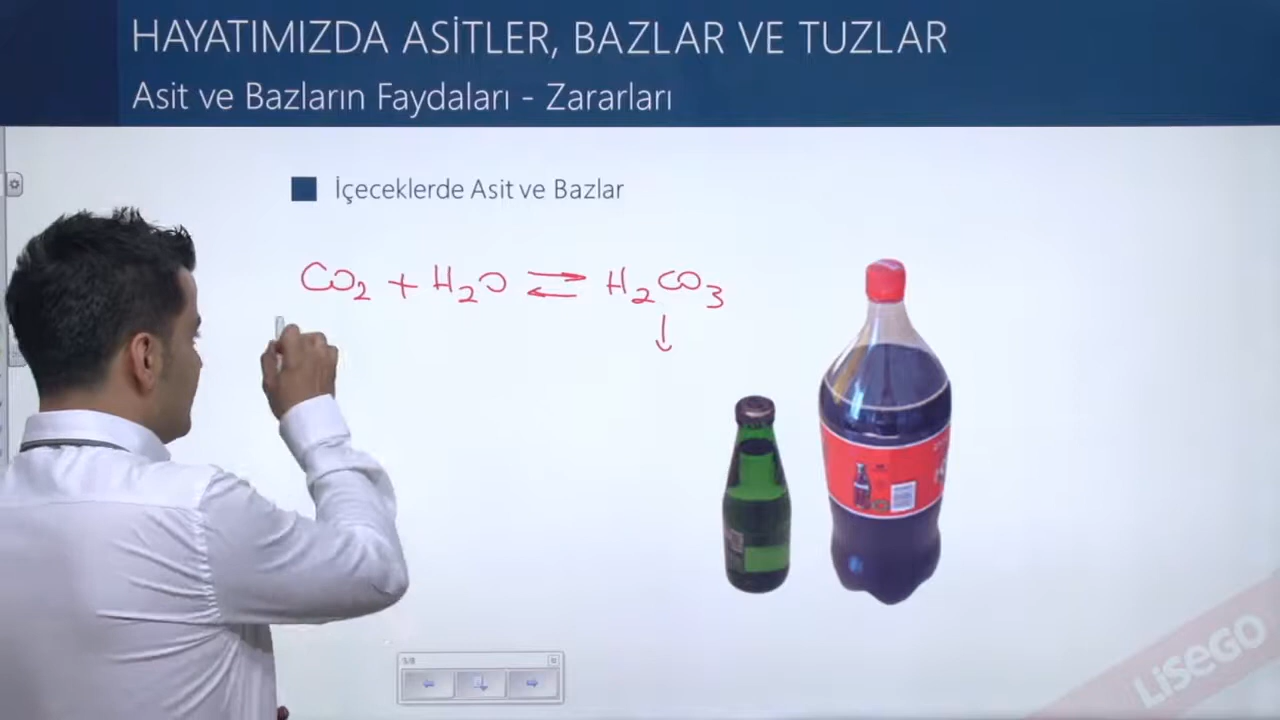 HAYATIMIZDA ASİTLER, BAZLAR VE TUZLAR
Asit ve Bazların Faydaları - Zararları
İçeceklerde Asit ve Bazlar
CO₂ + H₂O ⇌ H₂CO₃
↓
LiseGO